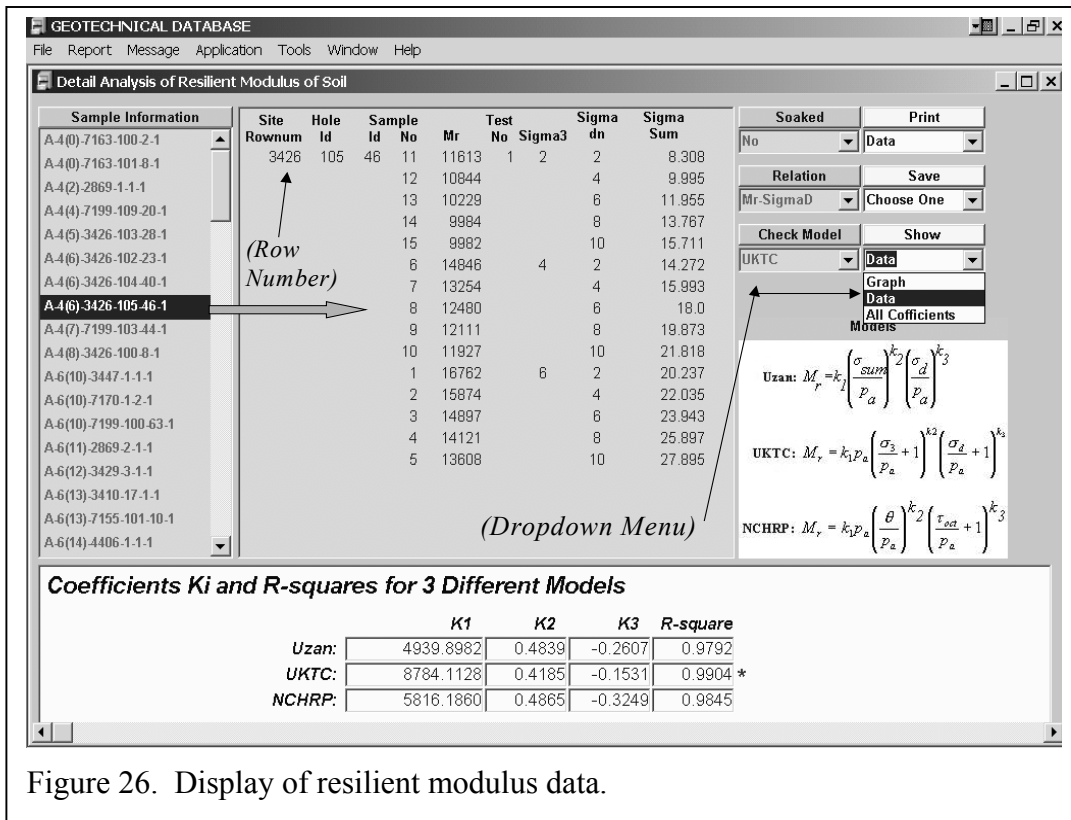 GEOTECHNICAL DATABASE
File Report Message Application Tools Window Help
Detail Analysis of Resilient Modulus of Soil
Sample Information
A-4(0)-7163-100-2-1
A-4(0)-7163-101-8-1
A-4(2)-2869-1-1-1
A-4(4)-7199-109-20-1
A-4(5)-3426-103-28-1
A-4(6)-3426-102-23-1
A-4(6)-3426-104-40-1
A-4(6)-3426-105-46-1
A-4(7)-7199-103-44-1
A-4(8)-3426-100-8-1
A-6(10)-3447-1-1-1
A-6(10)-7170-1-2-1
A-6(10)-7199-100-63-1
A-6(11)-2869-2-1-1
A-6(12)-3429-3-1-1
A-6(13)-3410-17-1-1
A-6(13)-7155-101-10-1
A-6(14)-4406-1-1-1
Site Hole Sample Test Sigma Sigma
Rownum Id Id No Mr No Sigma3 dn Sum
3426 105 46 11 11613 1 2 2 8.308
12 10844 4 9.995
13 10229 6 11.955
14 9984 8 13.767
15 9982 10 15.711
6 14846 4 2 14.272
7 13254 4 15.993
8 12480 6 18.0
9 12111 8 19.873
10 11927 10 21.818
1 16762 6 2 20.237
2 15874 4 22.035
3 14897 6 23.943
4 14121 8 25.897
5 13608 10 27.895
(Row
Number)
(Dropdown Menu)
Soaked Print
No Data
Relation Save
Mr-SigmaD Choose One
Check Model Show
UKTC Data
Graph
Data
All Cofficients
Models
Uzan: M_r = k_1 (σ_sum / p_a)^k_2 (σ_d / p_a)^k_3
UKTC: M_r = k_1 p_a (σ_3 / p_a + 1)^k2 (σ_d / p_a + 1)^k_3
NCHRP: M_r = k_1 p_a (θ / p_a)^k_2 (τ_oct / p_a + 1)^k_3
Coefficients Ki and R-squares for 3 Different Models
K1 K2 K3 R-square
Uzan: 4939.8982 0.4839 -0.2607 0.9792
UKTC: 8784.1128 0.4185 -0.1531 0.9904 *
NCHRP: 5816.1860 0.4865 -0.3249 0.9845
Figure 26. Display of resilient modulus data.